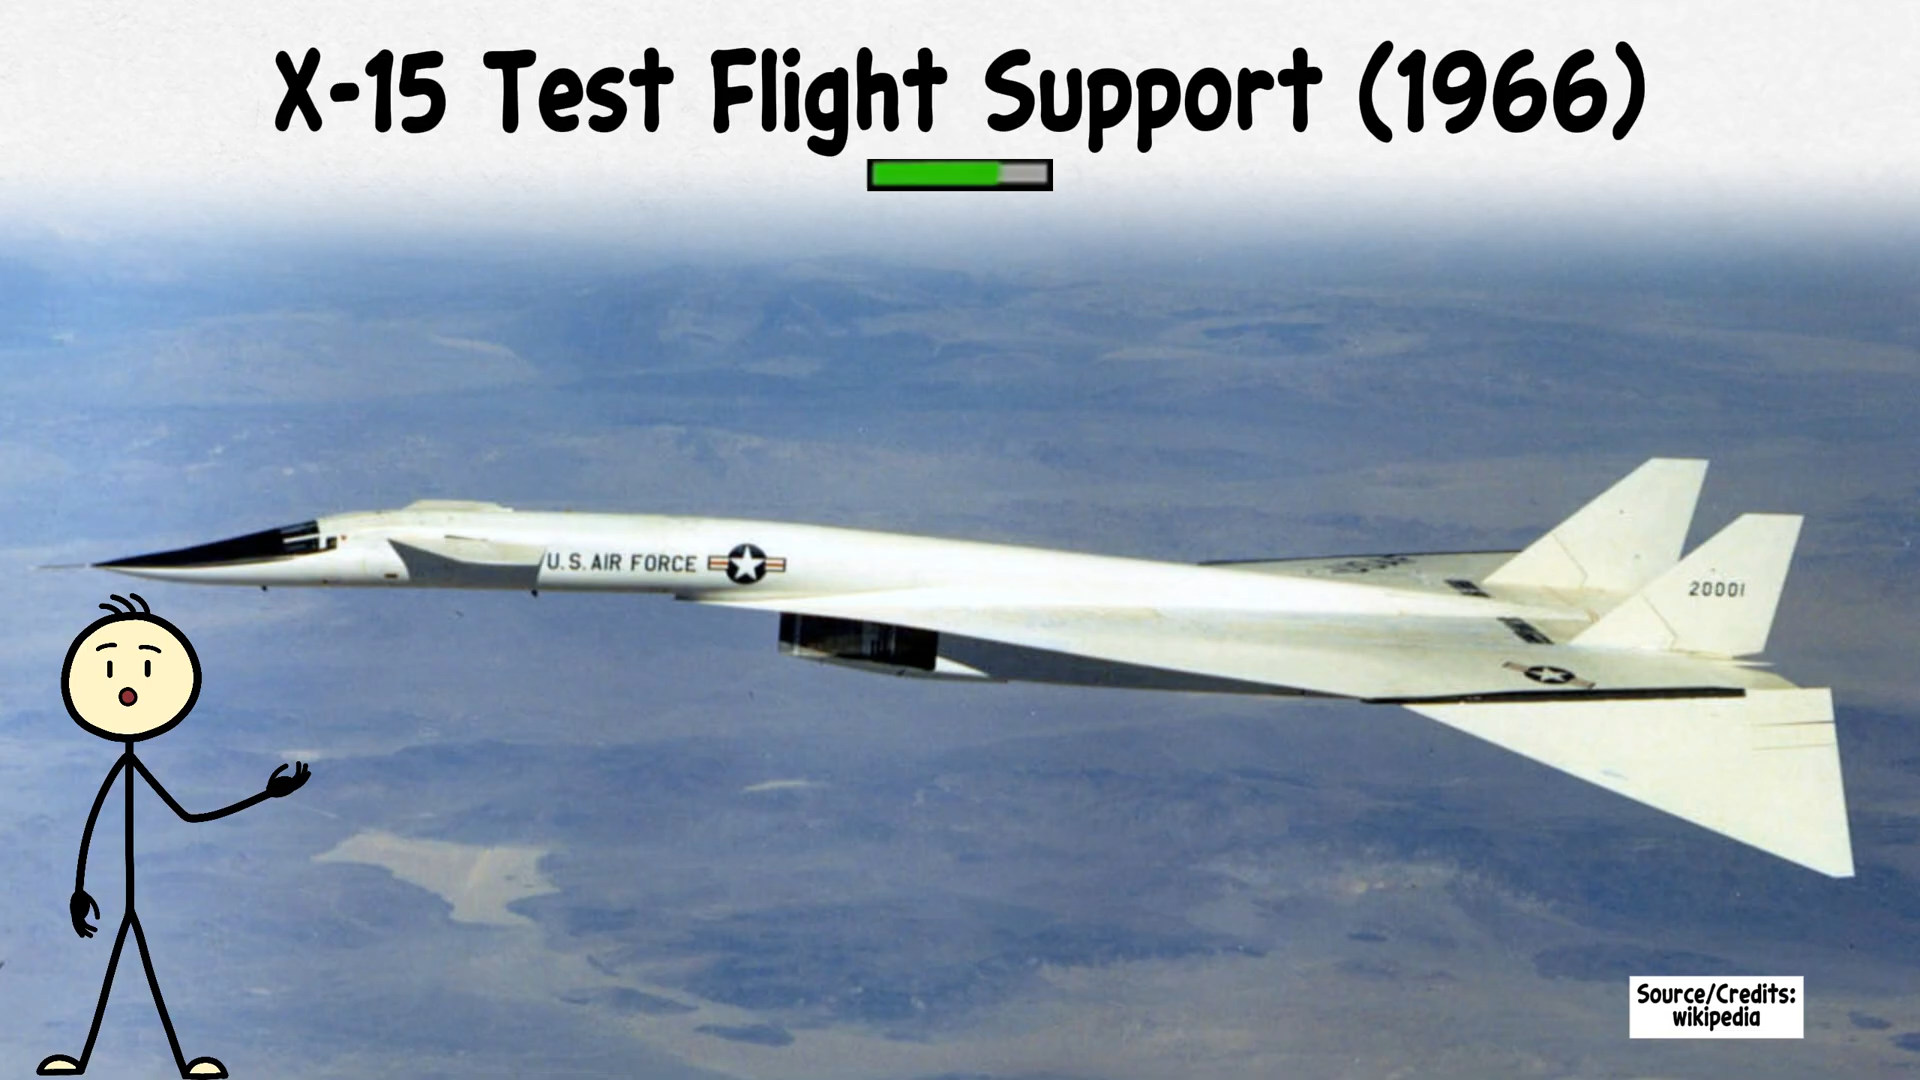 X-15 Test Flight Support (1966)
U.S. AIR FORCE
20001
Source/Credits:
wikipedia